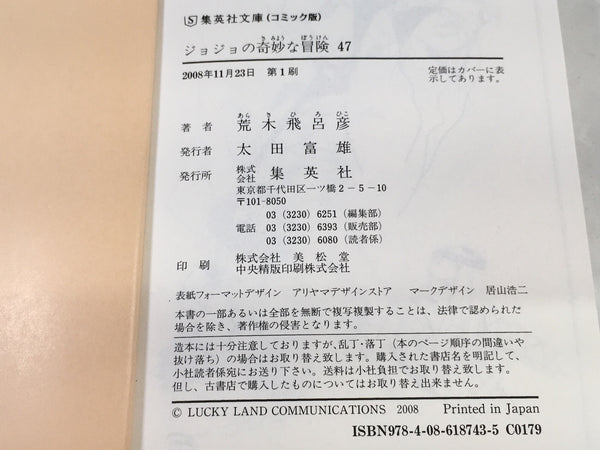 S 集英社文庫(コミック版)
きみょう ぼうけん
ジョジョの奇妙な冒険 47
2008年11月23日 第1刷
定価はカバーに表
示してあります。
あら き ひ ろ ひこ
著者 荒木飛呂彦
発行者 太田富雄
発行所 株式会社 集英社
東京都千代田区一ツ橋2-5-10
〒101-8050
03 (3230) 6251 (編集部)
電話 03 (3230) 6393 (販売部)
03 (3230) 6080 (読者係)
印刷 株式会社 美松堂
中央精版印刷株式会社
表紙フォーマットデザイン アリヤマデザインストア マークデザイン 居山浩二
本書の一部あるいは全部を無断で複写複製することは、法律で認められた
場合を除き、著作権の侵害となります。
造本には十分注意しておりますが、乱丁・落丁(本のページ順序の間違いや
抜け落ち)の場合はお取り替え致します。購入された書店名を明記して、
小社読者係宛にお送り下さい。送料は小社負担でお取り替え致します。
但し、古書店で購入したものについてはお取り替え出来ません。
© LUCKY LAND COMMUNICATIONS 2008 Printed in Japan
ISBN978-4-08-618743-5 C0179